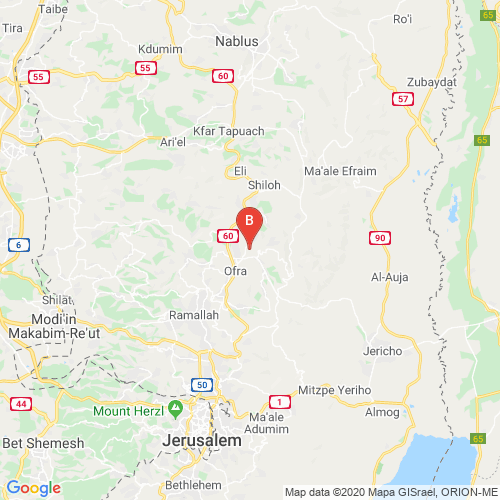 Taibe
Ro'i
Tira
Nablus
Kdumim
55
55
60
Zubaydat
57
Kfar Tapuach
65
Ari'el
Eli
Ma'ale Efraim
Shiloh
B
60
90
6
Ofra
Al-Auja
Shilat
Modi'in
Makabim-Re'ut
Ramallah
65
Jericho
50
Mitzpe Yeriho
44
1
Mount Herzl
Almog
Ma'ale
Adumim
Bet Shemesh
Jerusalem
65
Bethlehem
Google
Map data ©2020 Mapa GISrael, ORION-ME